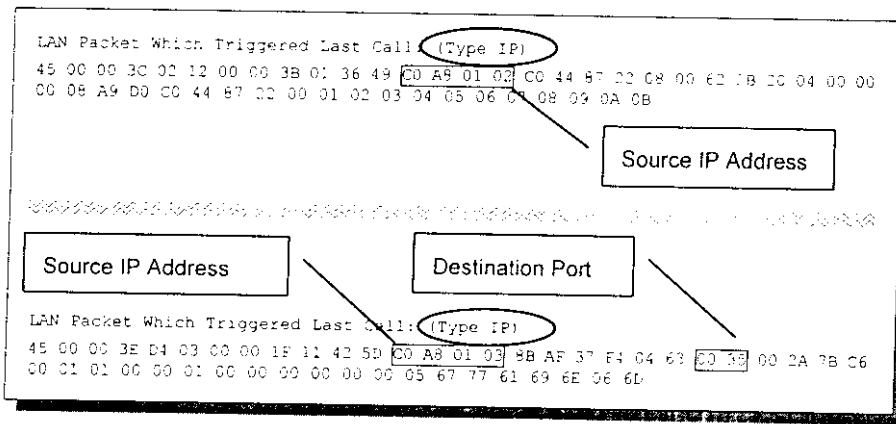 LAN Packet Which Triggered Last Call: (Type IP)
45 00 00 3C 02 12 00 00 3B 01 36 49 C0 A8 01 02 C0 44 87 22 08 00 62 20 04 00 00
00 08 A9 D0 C0 44 87 22 00 01 02 03 04 05 06 07 08 09 0A 0B
Source IP Address
Source IP Address
Destination Port
LAN Packet Which Triggered Last Call: (Type IP)
45 00 00 3E D4 03 00 00 1F 11 42 5D C0 A8 01 03 8B AF 37 F4 04 63 00 35 00 2A 7B C6
00 01 01 00 00 01 00 00 00 00 00 00 05 67 77 61 69 6E 06 6D